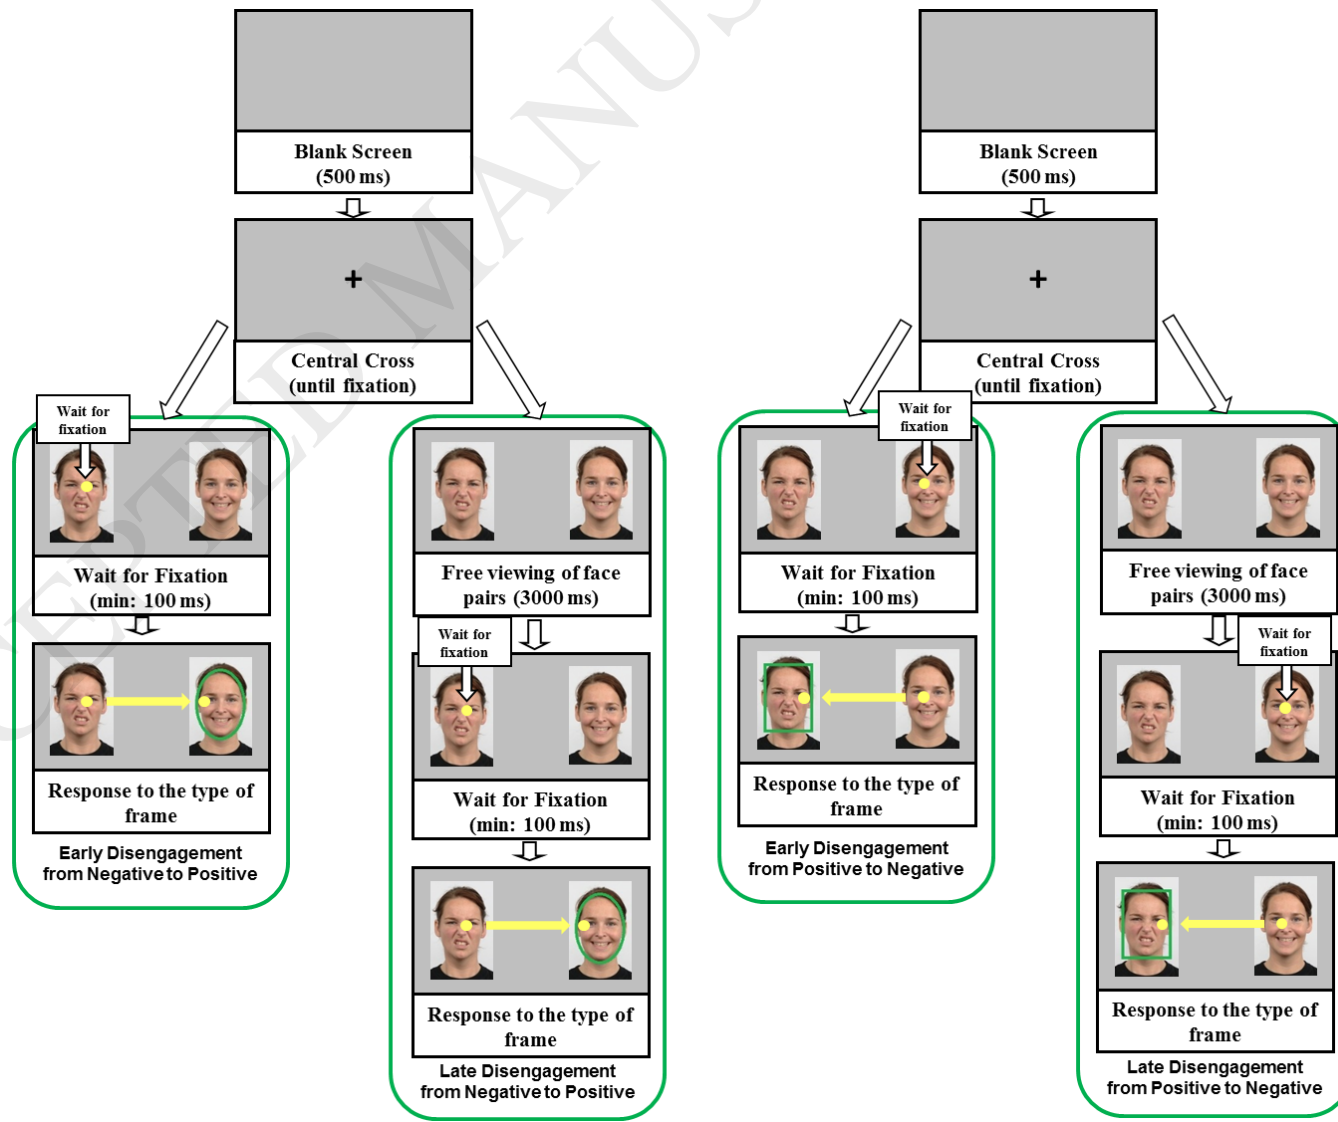 Blank Screen
(500 ms)
Central Cross
(until fixation)
Wait for
fixation
Wait for Fixation
(min: 100 ms)
Response to the type of
frame
Early Disengagement
from Negative to Positive
Free viewing of face
pairs (3000 ms)
Wait for
fixation
Wait for Fixation
(min: 100 ms)
Response to the type of
frame
Late Disengagement
from Negative to Positive
Blank Screen
(500 ms)
Central Cross
(until fixation)
Wait for
fixation
Wait for Fixation
(min: 100 ms)
Response to the type of
frame
Early Disengagement
from Positive to Negative
Free viewing of face
pairs (3000 ms)
Wait for
fixation
Wait for Fixation
(min: 100 ms)
Response to the type of
frame
Late Disengagement
from Positive to Negative
CEPTED MANUS